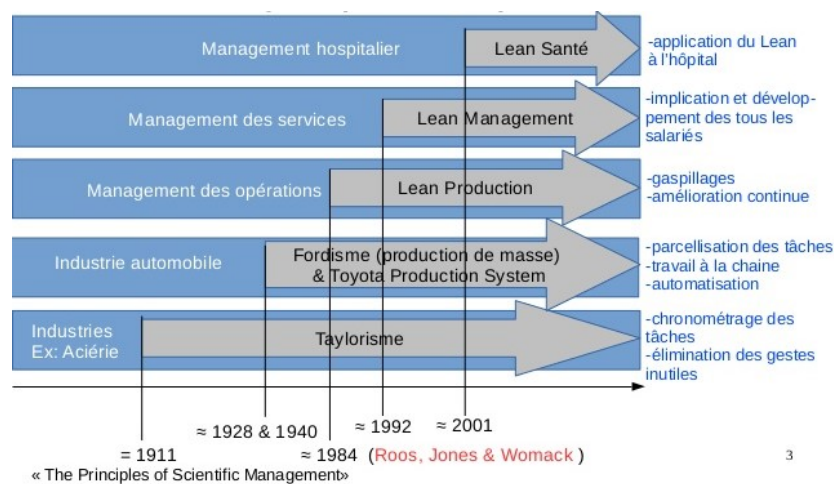 Management hospitalier
Lean Santé
-application du Lean
à l'hôpital
Management des services
Lean Management
-implication et dévelop-
pement des tous les
salariés
Management des opérations
Lean Production
-gaspillages
-amélioration continue
Industrie automobile
Fordisme (production de masse)
& Toyota Production System
-parcellisation des tâches
-travail à la chaine
-automatisation
Industries
Ex: Aciérie
Taylorisme
-chronométrage des
tâches
-élimination des gestes
inutiles
≈ 1928 & 1940
≈ 1992
≈ 2001
= 1911
≈ 1984 (Roos, Jones & Womack )
3
« The Principles of Scientific Management»